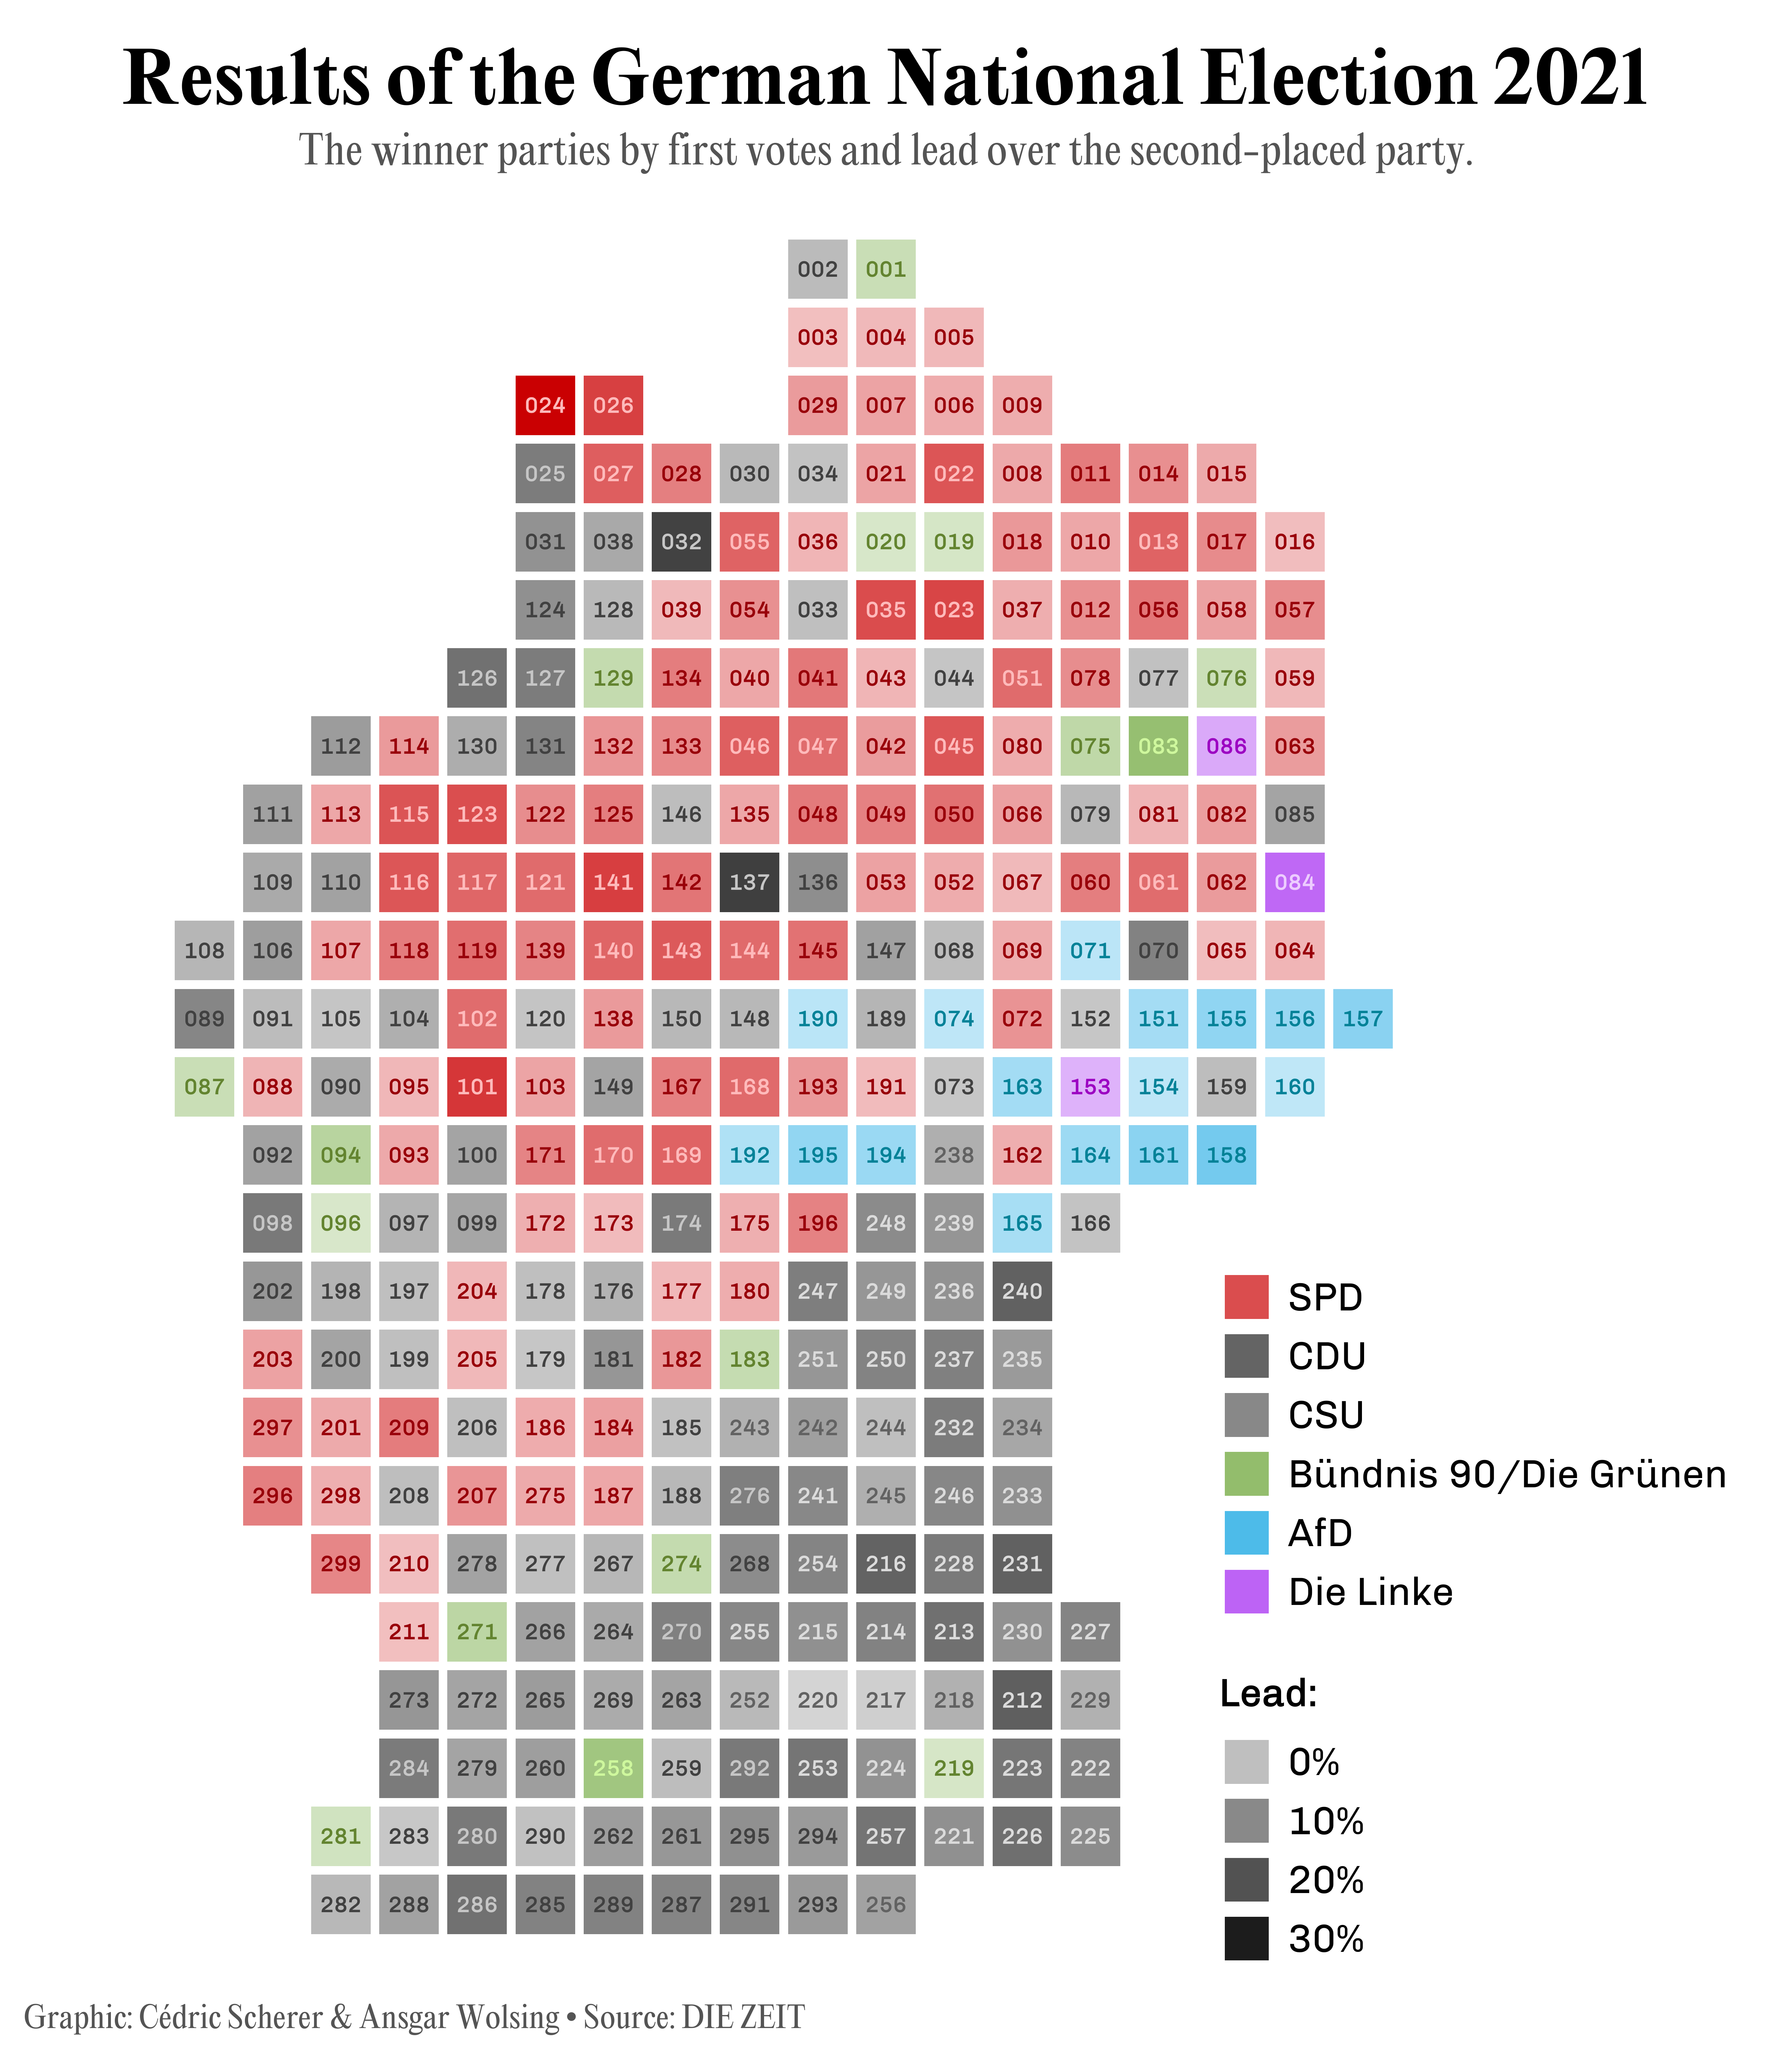 Results of the German National Election 2021
The winner parties by first votes and lead over the second-placed party.
002 001
003 004 005
024 026 029 007 006 009
025 027 028 030 034 021 022 008 011 014 015
031 038 032 055 036 020 019 018 010 013 017 016
124 128 039 054 033 035 023 037 012 056 058 057
126 127 129 134 040 041 043 044 051 078 077 076 059
112 114 130 131 132 133 046 047 042 045 080 075 083 086 063
111 113 115 123 122 125 146 135 048 049 050 066 079 081 082 085
109 110 116 117 121 141 142 137 136 053 052 067 060 061 062 084
108 106 107 118 119 139 140 143 144 145 147 068 069 071 070 065 064
089 091 105 104 102 120 138 150 148 190 189 074 072 152 151 155 156 157
087 088 090 095 101 103 149 167 168 193 191 073 163 153 154 159 160
092 094 093 100 171 170 169 192 195 194 238 162 164 161 158
098 096 097 099 172 173 174 175 196 248 239 165 166
202 198 197 204 178 176 177 180 247 249 236 240
203 200 199 205 179 181 182 183 251 250 237 235
297 201 209 206 186 184 185 243 242 244 232 234
296 298 208 207 275 187 188 276 241 245 246 233
299 210 278 277 267 274 268 254 216 228 231
211 271 266 264 270 255 215 214 213 230 227
273 272 265 269 263 252 220 217 218 212 229
284 279 260 258 259 292 253 224 219 223 222
281 283 280 290 262 261 295 294 257 221 226 225
282 288 286 285 289 287 291 293 256
SPD
CDU
CSU
Bündnis 90/Die Grünen
AfD
Die Linke
Lead:
0%
10%
20%
30%
Graphic: Cédric Scherer & Ansgar Wolsing • Source: DIE ZEIT